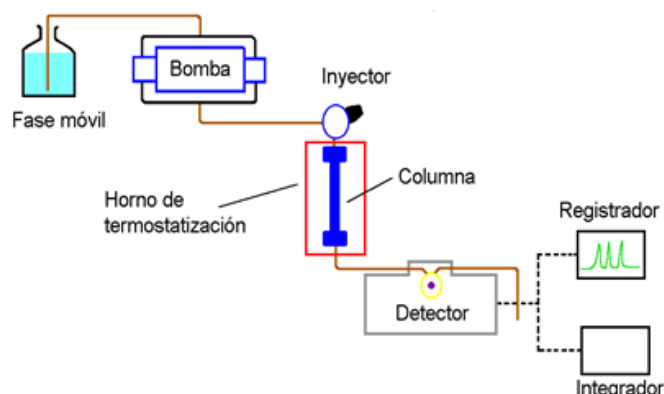 Bomba
Inyector
Fase móvil
Columna
Horno de
termostatización
Registrador
Detector
Integrador